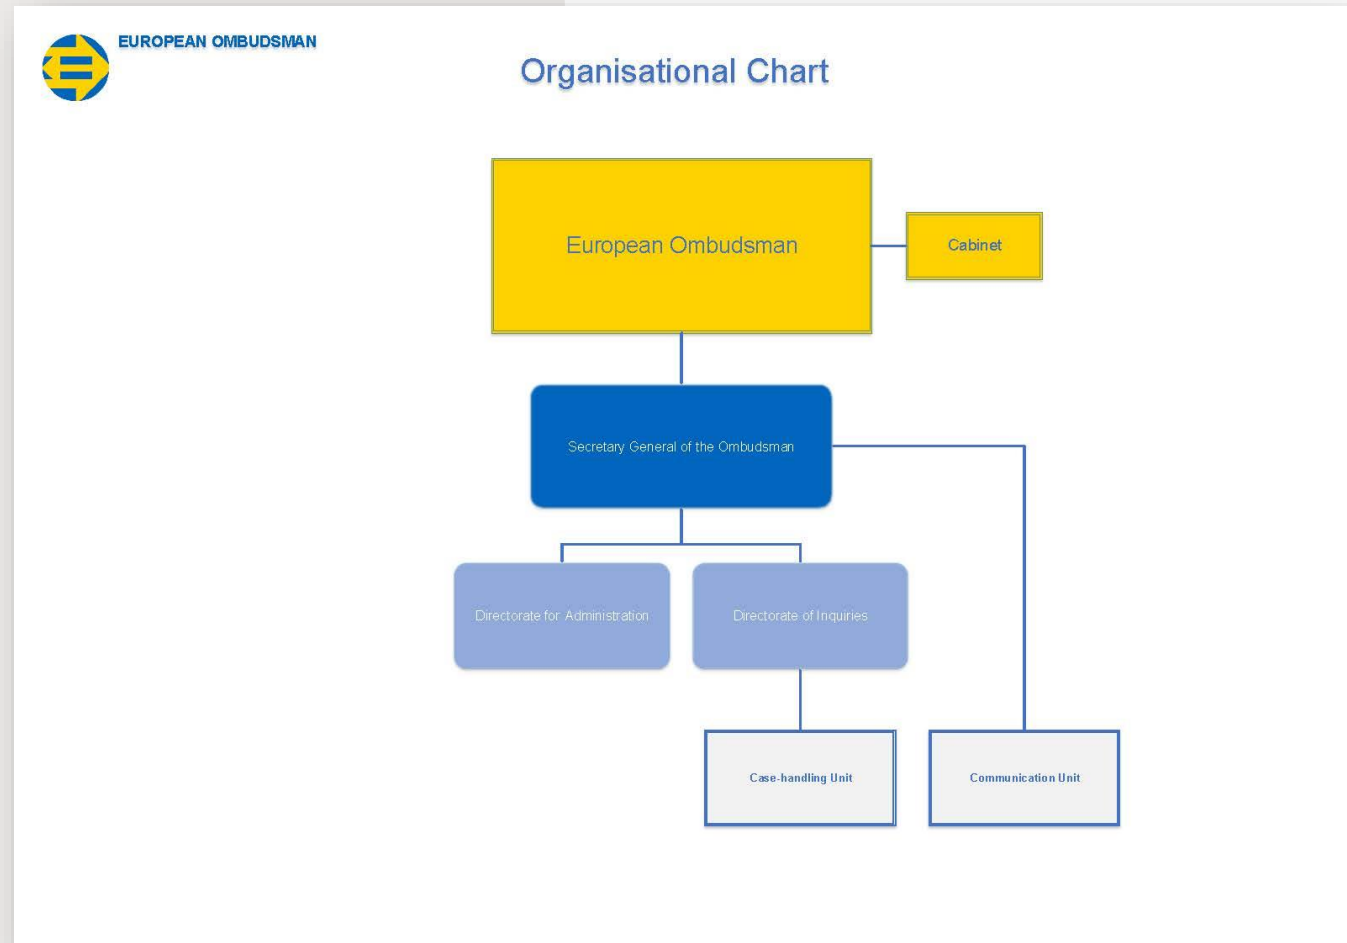 EUROPEAN OMBUDSMAN
Organisational Chart
European Ombudsman
Cabinet
Secretary General of the Ombudsman
Directorate for Administration
Directorate of Inquiries
Case-handling Unit
Communication Unit